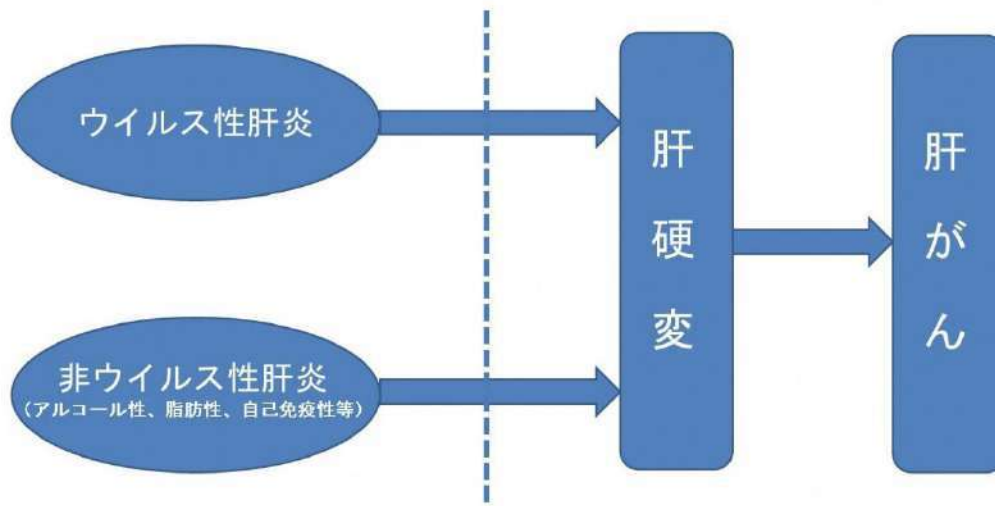 ウイルス性肝炎
非ウイルス性肝炎
(アルコール性、脂肪性、自己免疫性等)
肝硬変
肝がん